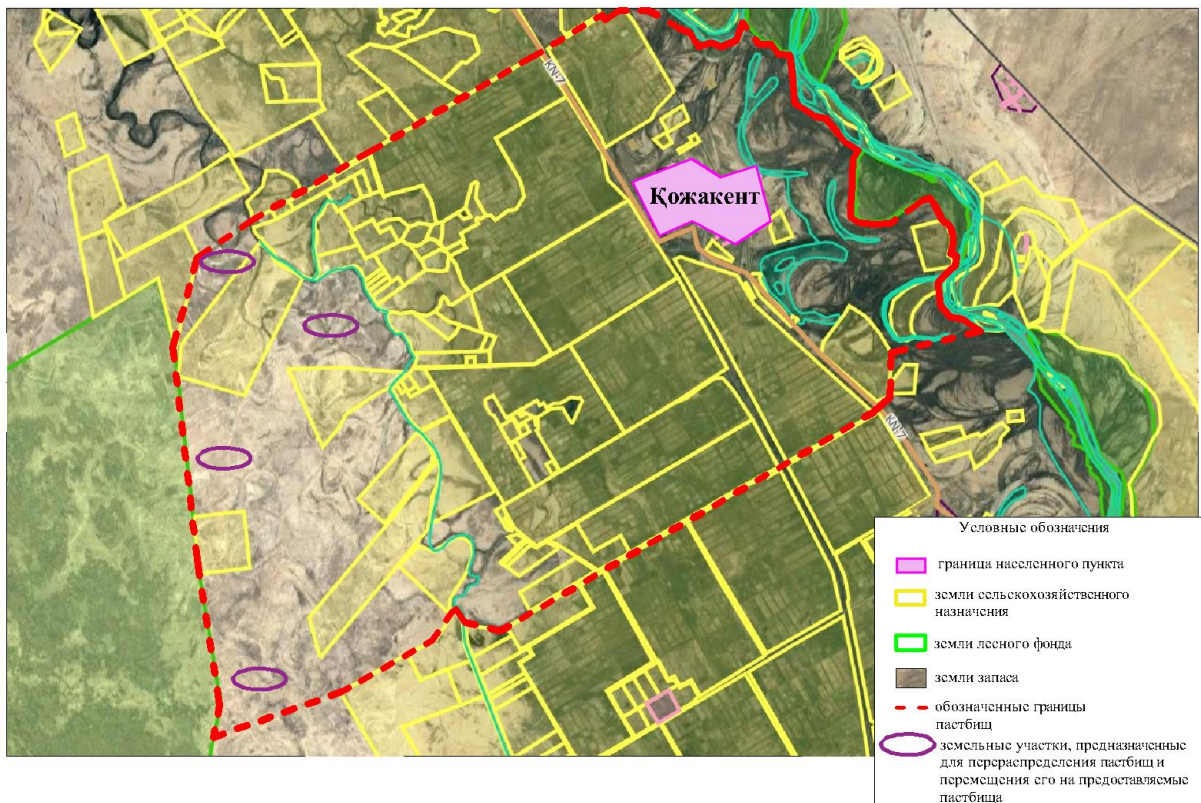 KN-7
Қожакент
KN-7
Условные обозначения
граница населенного пункта
земли сельскохозяйственного
назначения
земли лесного фонда
земли запаса
обозначенные границы
пастбищ
земельные участки, предназначенные
для перераспределения пастбищ и
перемещения его на предоставляемые
пастбища